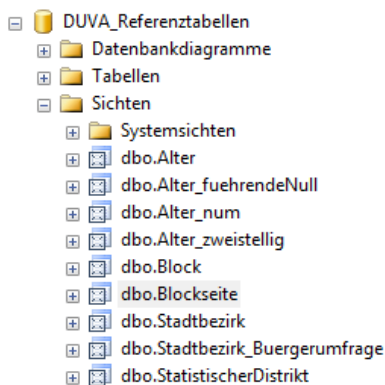 DUVA_Referenztabellen
Datenbankdiagramme
Tabellen
Sichten
Systemsichten
dbo.Alter
dbo.Alter_fuehrendeNull
dbo.Alter_num
dbo.Alter_zweistellig
dbo.Block
dbo.Blockseite
dbo.Stadtbezirk
dbo.Stadtbezirk_Buergerumfrage
dbo.StatistischerDistrikt